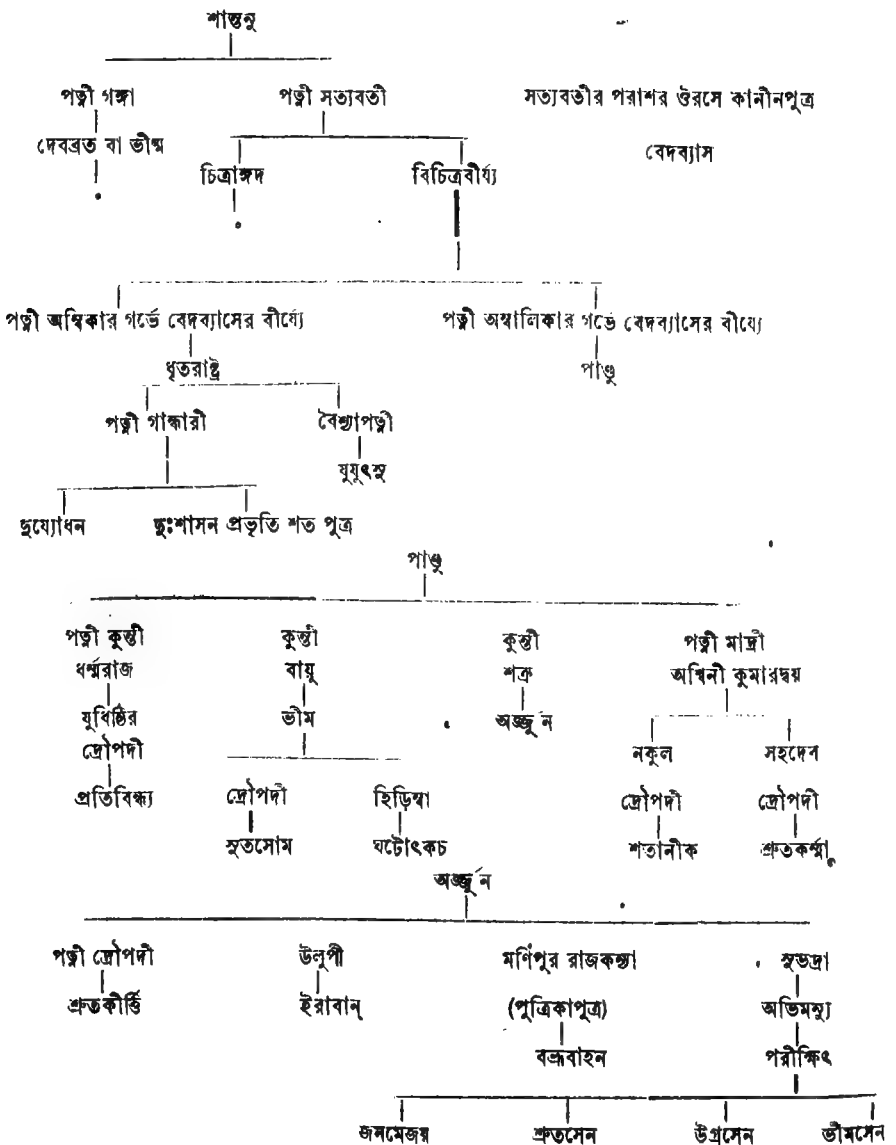 শান্তনু
পত্নী গঙ্গা পত্নী সত্যবতী সত্যবতীর পরাশর ঔরসে কানীনপুত্র
দেবব্রত বা ভীষ্ম বেদব্যাস
চিত্রাঙ্গদ বিচিত্রবীর্য্য
পত্নী অম্বিকার গর্ভে বেদব্যাসের বীর্য্যে পত্নী অম্বালিকার গর্ভে বেদব্যাসের বীর্য্যে
ধৃতরাষ্ট্র পাণ্ডু
পত্নী গান্ধারী বৈশ্যাপত্নী
যুযুৎসু
দুর্য্যোধন দুঃশাসন প্রভৃতি শত পুত্র
পাণ্ডু
পত্নী কুন্তী কুন্তী কুন্তী পত্নী মাদ্রী
ধর্ম্মরাজ বায়ু শক্র অশ্বিনী কুমারদ্বয়
যুধিষ্ঠির ভীম অর্জ্জুন
দ্রৌপদী নকুল সহদেব
প্রতিবিন্ধ্য দ্রৌপদী হিড়িম্বা দ্রৌপদী দ্রৌপদী
সুতসোম ঘটোৎকচ শতানীক শ্রুতকর্ম্মা
অর্জ্জুন
পত্নী দ্রৌপদী উলুপী মণিপুর রাজকন্যা সুভদ্রা
শ্রুতকীর্ত্তি ইরাবান্ (পুত্রিকাপুত্র) অভিমন্যু
বভ্রুবাহন পরীক্ষিৎ
জনমেজয় শ্রুতসেন উগ্রসেন ভীমসেন